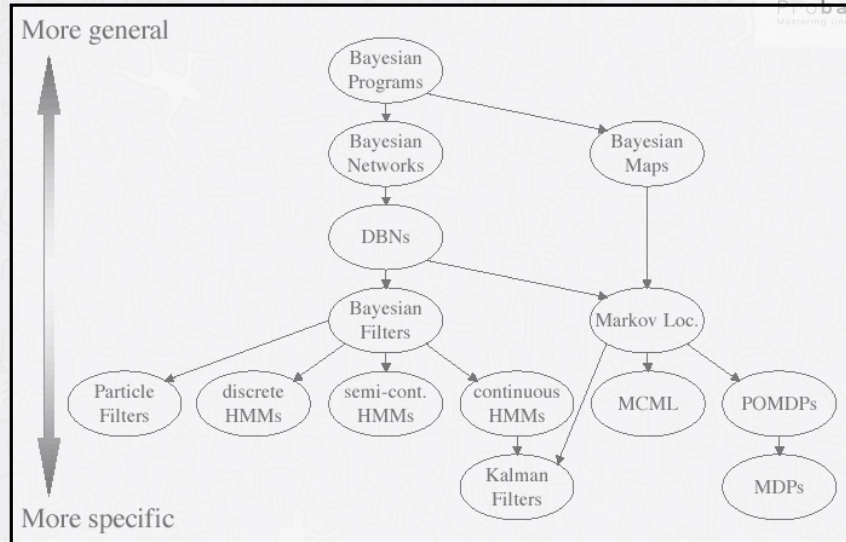 More general
Bayesian
Programs
Bayesian
Networks
Bayesian
Maps
DBNs
Bayesian
Filters
Markov Loc.
Particle
Filters
discrete
HMMs
semi-cont.
HMMs
continuous
HMMs
MCML
POMDPs
Kalman
Filters
MDPs
More specific